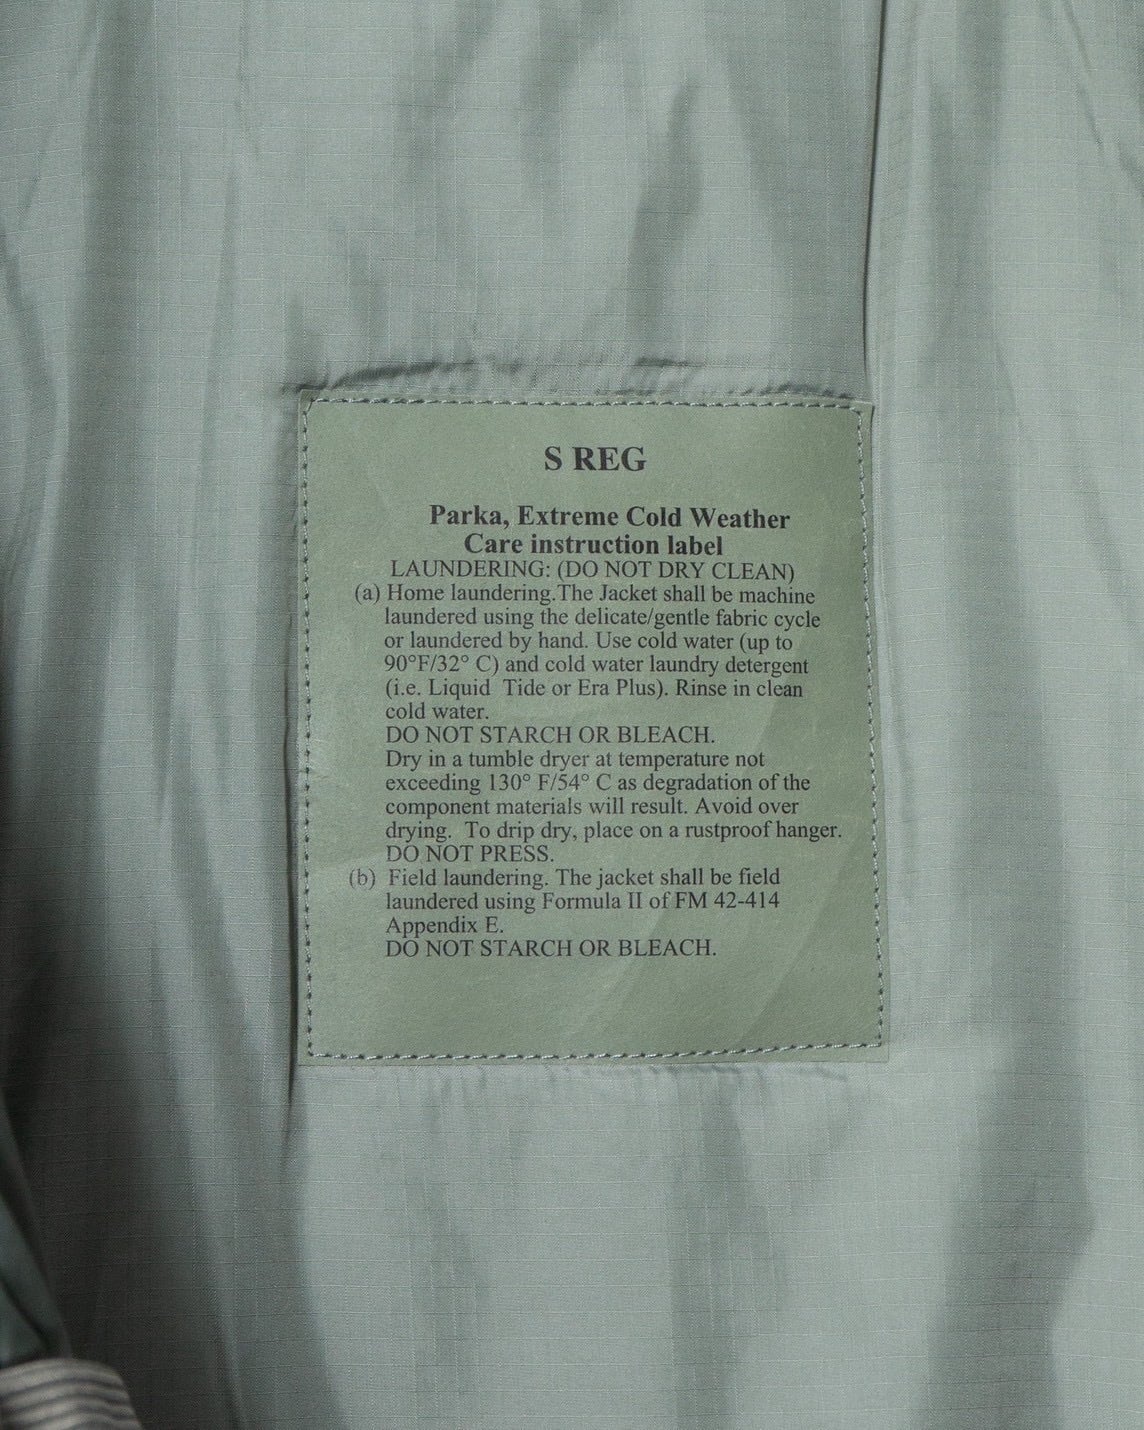 S REG
Parka, Extreme Cold Weather
Care instruction label
LAUNDERING: (DO NOT DRY CLEAN)
(a) Home laundering.The Jacket shall be machine
laundered using the delicate/gentle fabric cycle
or laundered by hand. Use cold water (up to
90°F/32° C) and cold water laundry detergent
(i.e. Liquid  Tide or Era Plus). Rinse in clean
cold water.
DO NOT STARCH OR BLEACH.
Dry in a tumble dryer at temperature not
exceeding 130° F/54° C as degradation of the
component materials will result. Avoid over
drying.  To drip dry, place on a rustproof hanger.
DO NOT PRESS.
(b)  Field laundering. The jacket shall be field
laundered using Formula II of FM 42-414
Appendix E.
DO NOT STARCH OR BLEACH.